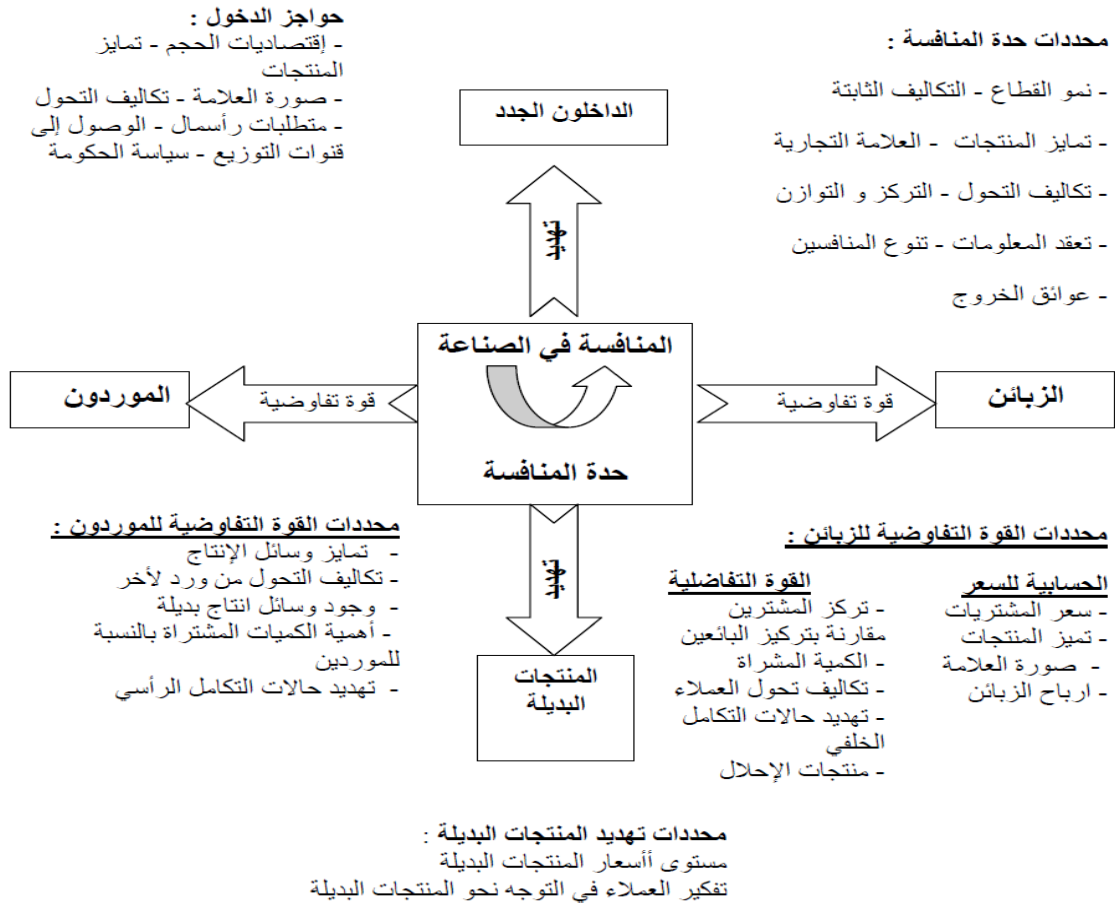 حواجز الدخول :
- إقتصاديات الحجم - تمايز
المنتجات
- صورة العلامة - تكاليف التحول
- متطلبات رأسمال - الوصول إلى
قنوات التوزيع - سياسة الحكومة
الداخلون الجدد
محددات حدة المنافسة :
- نمو القطاع - التكاليف الثابتة
- تمايز المنتجات - العلامة التجارية
- تكاليف التحول - التركز و التوازن
- تعقد المعلومات - تنوع المنافسين
- عوائق الخروج
تهديد
المنافسة في الصناعة
حدة المنافسة
الزبائن
قوة تفاوضية
قوة تفاوضية
الموردون
تهديد
المنتجات
البديلة
محددات القوة التفاوضية للزبائن :
الحسابية للسعر
- سعر المشتريات
- تميز المنتجات
- صورة العلامة
- ارباح الزبائن
القوة التفاضلية
- تركز المشترين
مقارنة بتركيز البائعين
- الكمية المشراة
- تكاليف تحول العملاء
- تهديد حالات التكامل
الخلفي
- منتجات الإحلال
محددات القوة التفاوضية للموردون :
- تمايز وسائل الإنتاج
- تكاليف التحول من ورد لأخر
- وجود وسائل انتاج بديلة
- أهمية الكميات المشتراة بالنسبة
للموردين
- تهديد حالات التكامل الرأسي
محددات تهديد المنتجات البديلة :
مستوى أأسعار المنتجات البديلة
تفكير العملاء في التوجه نحو المنتجات البديلة